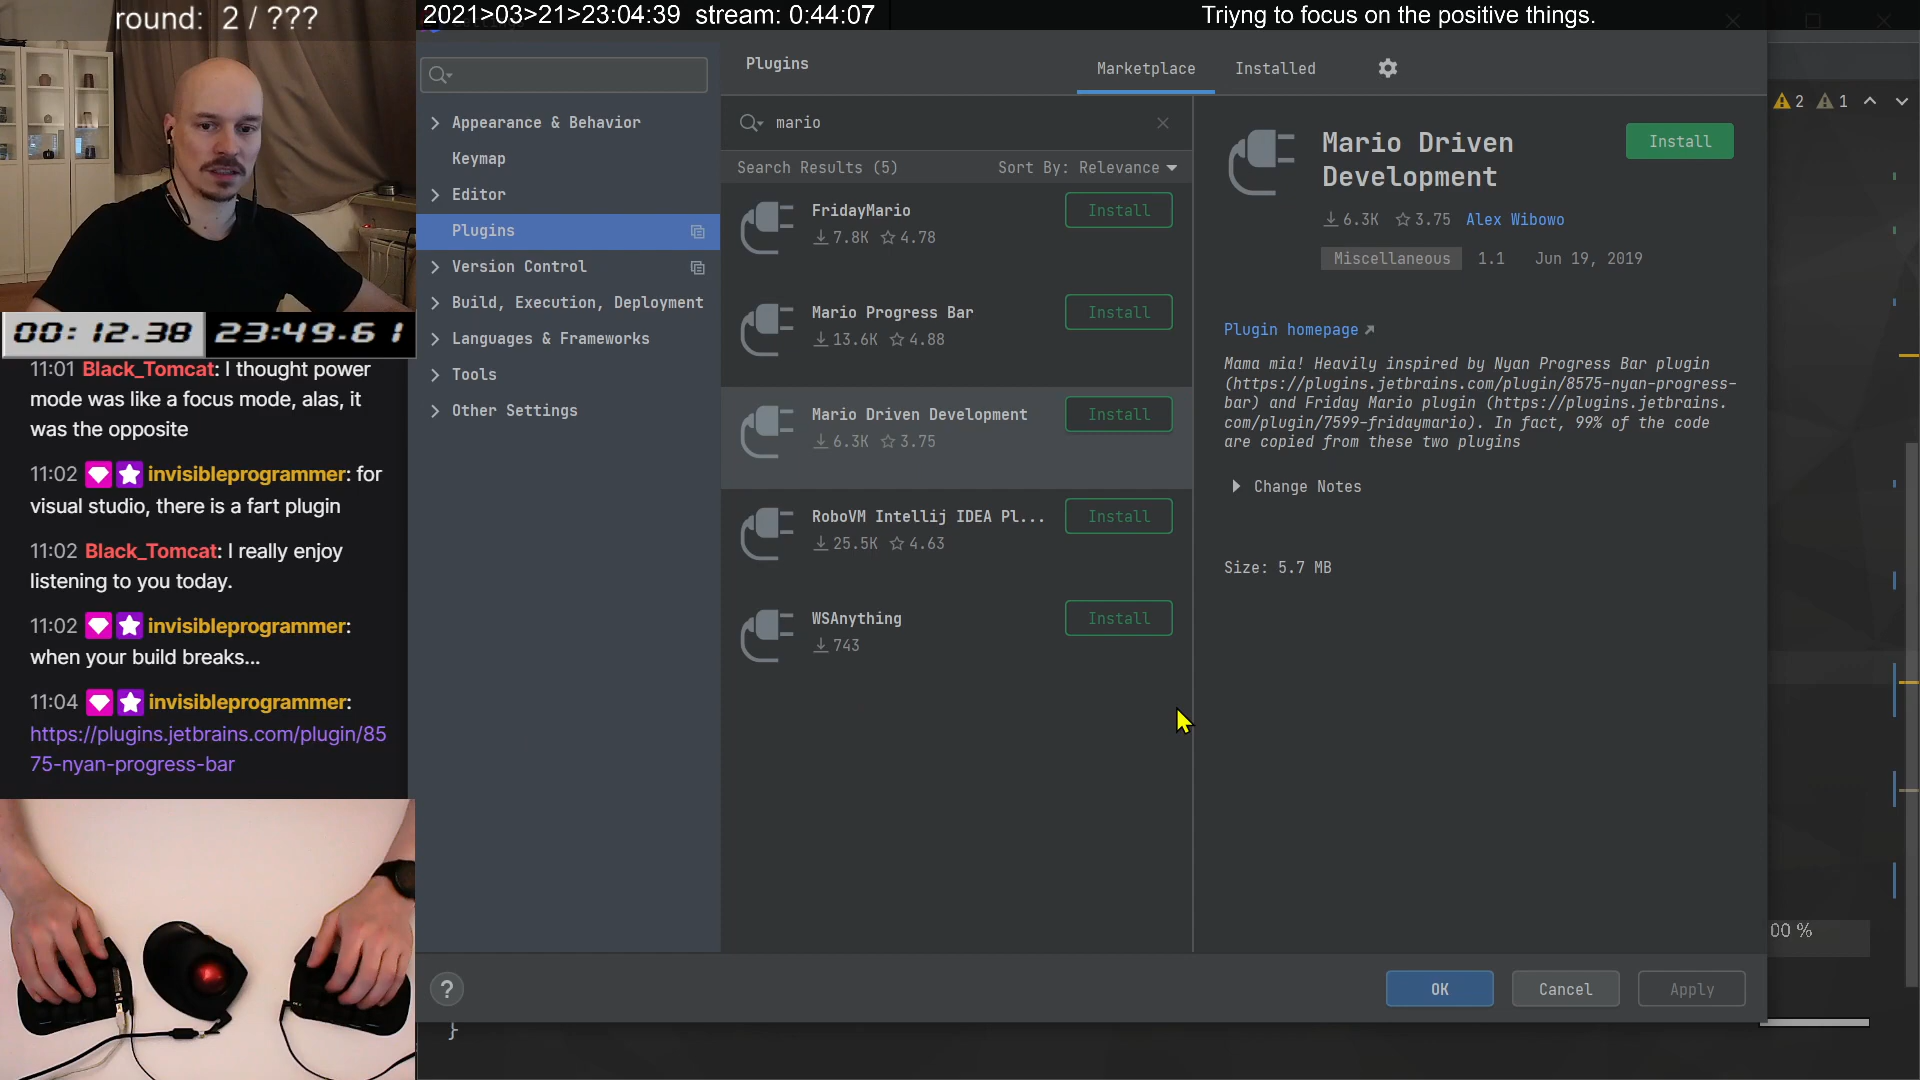 round: 2 / ???
2021>03>21>23:04:39 stream: 0:44:07
Triyng to focus on the positive things.
00:12.38 23:49.61
11:01 Black_Tomcat: I thought power
mode was like a focus mode, alas, it
was the opposite
11:02 invisibleprogrammer: for
visual studio, there is a fart plugin
11:02 Black_Tomcat: I really enjoy
listening to you today.
11:02 invisibleprogrammer:
when your build breaks...
11:04 invisibleprogrammer:
https://plugins.jetbrains.com/plugin/85
75-nyan-progress-bar
Appearance & Behavior
Keymap
Editor
Plugins
Version Control
Build, Execution, Deployment
Languages & Frameworks
Tools
Other Settings
Plugins
Marketplace
Installed
mario
Search Results (5)
Sort By: Relevance
FridayMario
Install
7.8K 4.78
Mario Progress Bar
Install
13.6K 4.88
Mario Driven Development
Install
6.3K 3.75
RoboVM Intellij IDEA Pl...
Install
25.5K 4.63
WSAnything
Install
743
Mario Driven
Development
Install
6.3K 3.75 Alex Wibowo
Miscellaneous 1.1 Jun 19, 2019
Plugin homepage
Mama mia! Heavily inspired by Nyan Progress Bar plugin
(https://plugins.jetbrains.com/plugin/8575-nyan-progress-
bar) and Friday Mario plugin (https://plugins.jetbrains.
com/plugin/7599-fridaymario). In fact, 99% of the code
are copied from these two plugins
Change Notes
Size: 5.7 MB
2 1
00 %
?
OK
Cancel
Apply
}